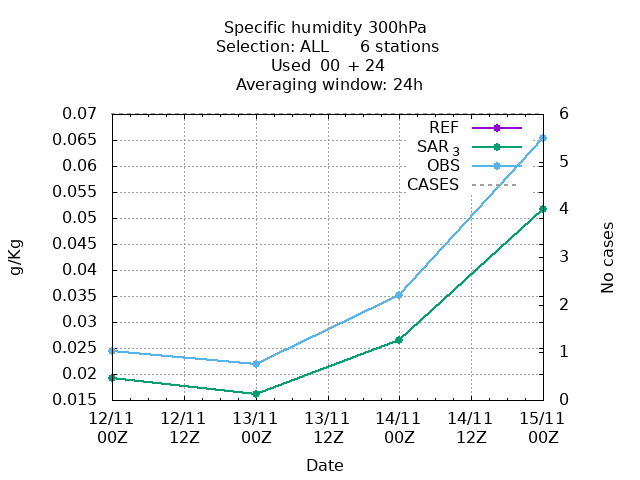 Specific humidity 300hPa
Selection: ALL 6 stations
Used 00 + 24
Averaging window: 24h
0.07
0.065
0.06
0.055
0.05
0.045
0.04
0.035
0.03
0.025
0.02
0.015
g/Kg
REF
SAR 3
OBS
CASES
6
5
4
3
2
1
0
No cases
12/11 12/11 13/11 13/11 14/11 14/11 15/11
00Z 12Z 00Z 12Z 00Z 12Z 00Z
Date